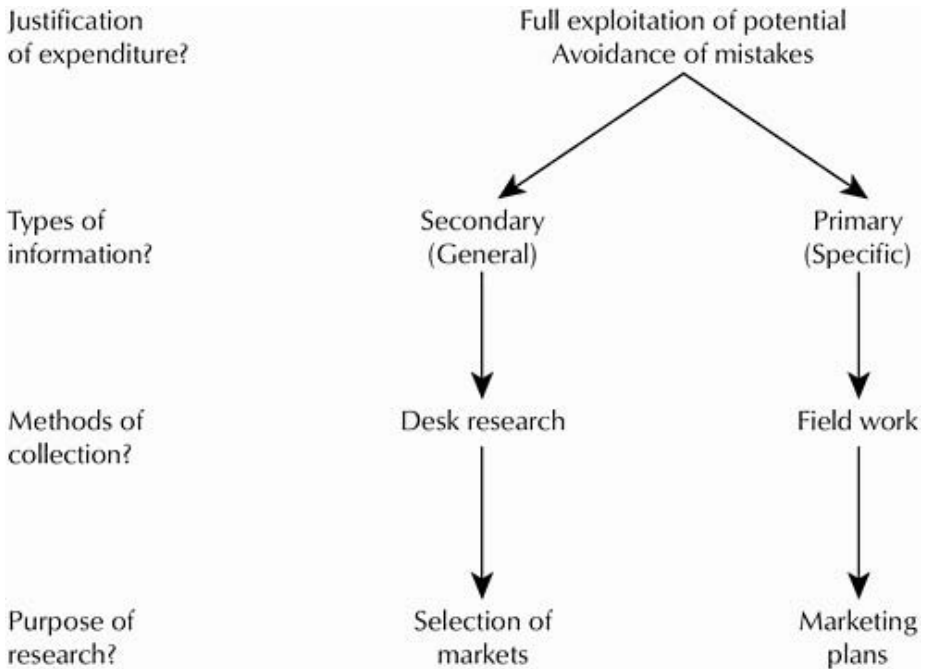 Justification
of expenditure?
Full exploitation of potential
Avoidance of mistakes
Types of
information?
Secondary
(General)
Primary
(Specific)
Methods of
collection?
Desk research
Field work
Purpose of
research?
Selection of
markets
Marketing
plans